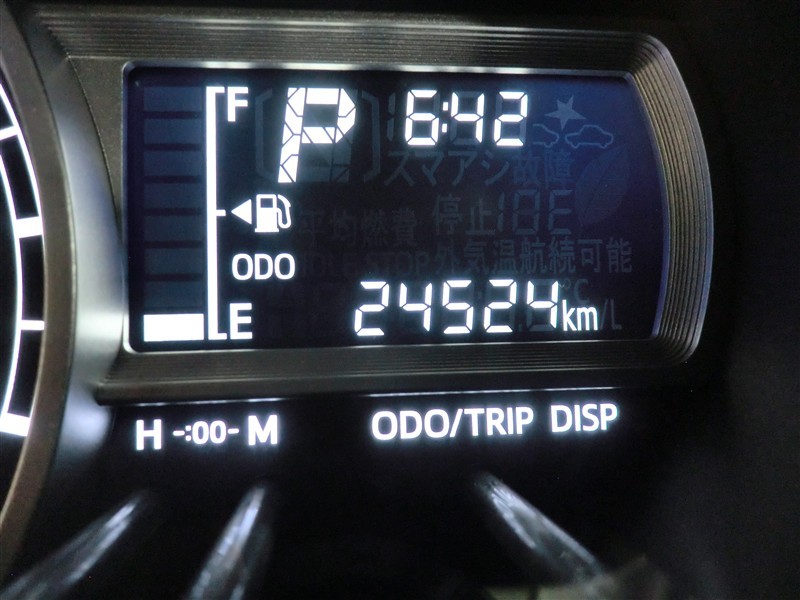 F P 6:42
スマアシ故障
平均燃費 停止
ODO IDLE STOP 外気温航続可能
°C
E 24524km /L
H -:00- M ODO/TRIP DISP